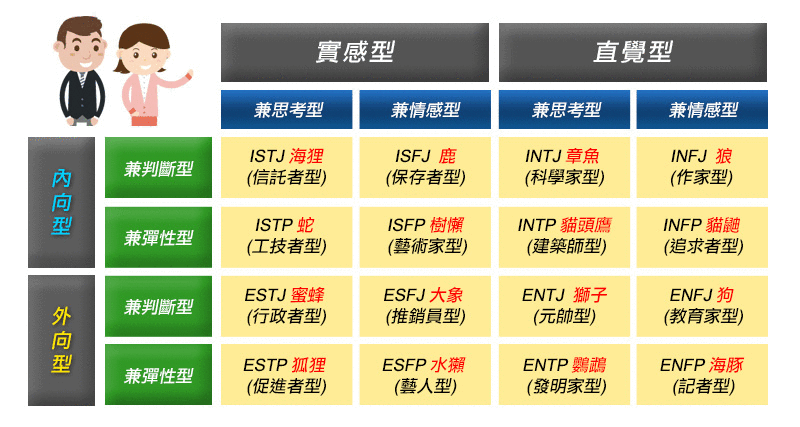 實感型 直覺型
兼思考型 兼情感型 兼思考型 兼情感型
內向型
兼判斷型
ISTJ 海狸
(信託者型)
ISFJ 鹿
(保存者型)
INTJ 章魚
(科學家型)
INFJ 狼
(作家型)
兼彈性型
ISTP 蛇
(工技者型)
ISFP 樹懶
(藝術家型)
INTP 貓頭鷹
(建築師型)
INFP 貓鼬
(追求者型)
外向型
兼判斷型
ESTJ 蜜蜂
(行政者型)
ESFJ 大象
(推銷員型)
ENTJ 獅子
(元帥型)
ENFJ 狗
(教育家型)
兼彈性型
ESTP 狐狸
(促進者型)
ESFP 水獺
(藝人型)
ENTP 鸚鵡
(發明家型)
ENFP 海豚
(記者型)